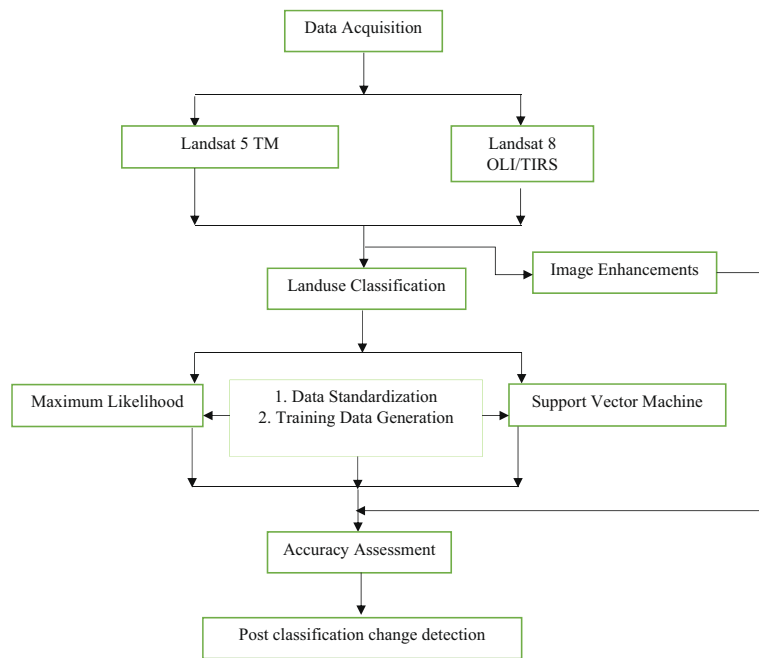 Data Acquisition
Landsat 5 TM
Landsat 8
OLI/TIRS
Image Enhancements
Landuse Classification
Maximum Likelihood
1. Data Standardization
2. Training Data Generation
Support Vector Machine
Accuracy Assessment
Post classification change detection